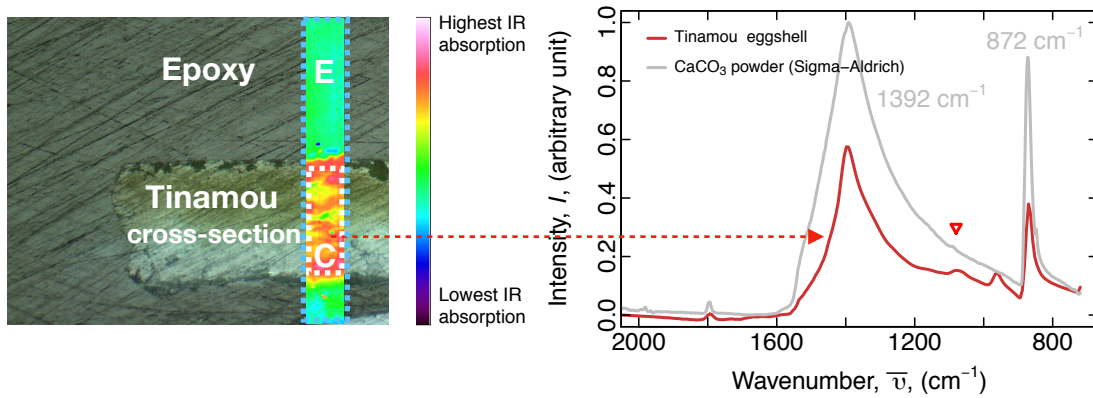 Epoxy
E
Tinamou
cross-section
C
Highest IR
absorption
Lowest IR
absorption
Intensity, I, (arbitrary unit)
0.0
0.2
0.4
0.6
0.8
1.0
Tinamou eggshell
CaCO₃ powder (Sigma−Aldrich)
1392 cm⁻¹
872 cm⁻¹
2000
1600
1200
800
Wavenumber, ῡ, (cm⁻¹)